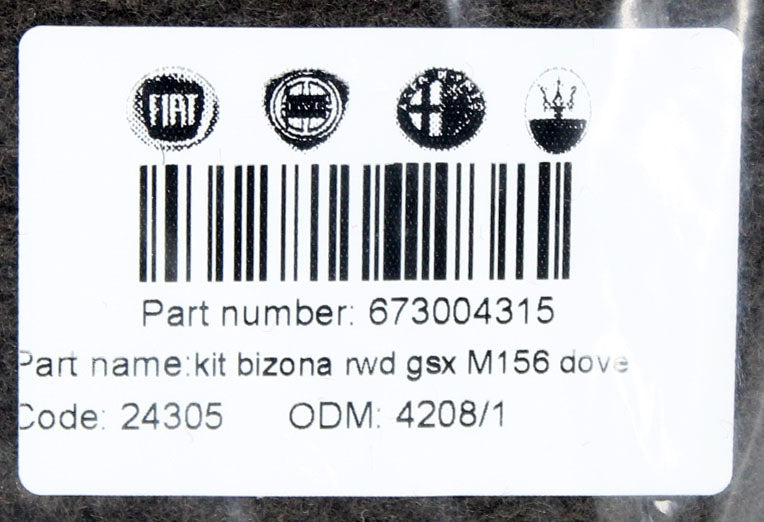 FIAT
Part number: 673004315
Part name:kit bizona rwd gsx M156 dove
Code: 24305 ODM: 4208/1